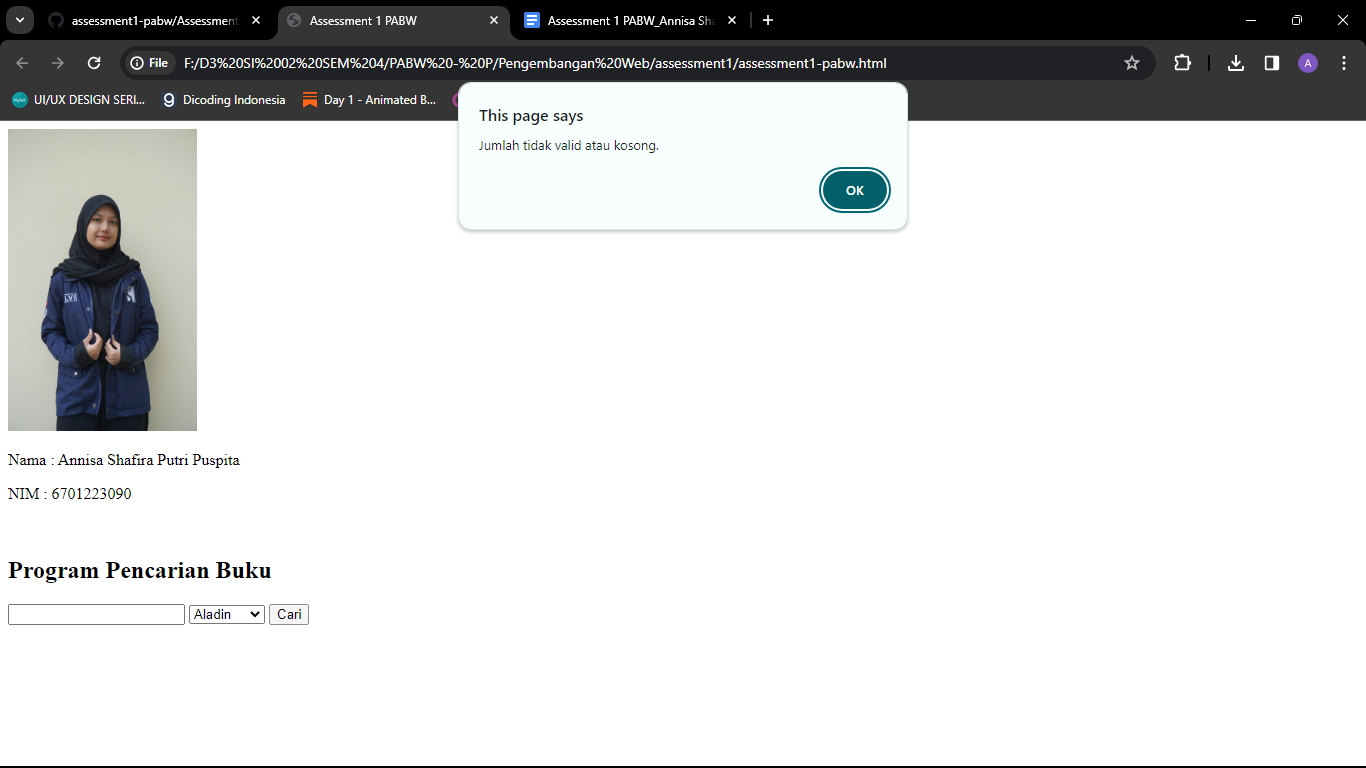 assessment1-pabw/Assessment
Assessment 1 PABW
Assessment 1 PABW_Annisa Sha
File
F:/D3%20SI%2002%20SEM%204/PABW%20-%20P/Pengembangan%20Web/assessment1/assessment1-pabw.html
A
UI/UX DESIGN SERI...
Dicoding Indonesia
Day 1 - Animated B...
This page says
Jumlah tidak valid atau kosong.
OK
Nama : Annisa Shafira Putri Puspita
NIM : 6701223090
Program Pencarian Buku
Aladin
Cari